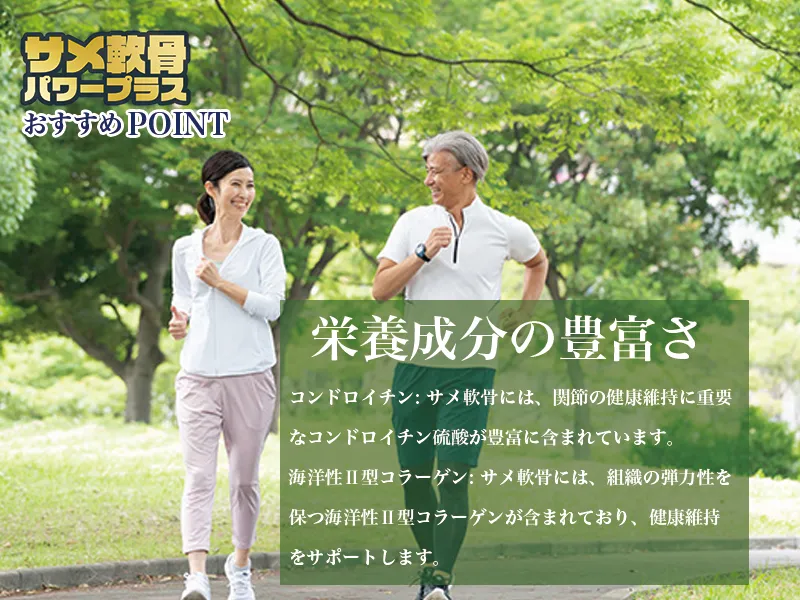 サメ軟骨
パワープラス
おすすめPOINT
栄養成分の豊富さ
コンドロイチン: サメ軟骨には、関節の健康維持に重要
なコンドロイチン硫酸が豊富に含まれています。
海洋性Ⅱ型コラーゲン: サメ軟骨には、組織の弾力性を
保つ海洋性Ⅱ型コラーゲンが含まれており、健康維持
をサポートします。